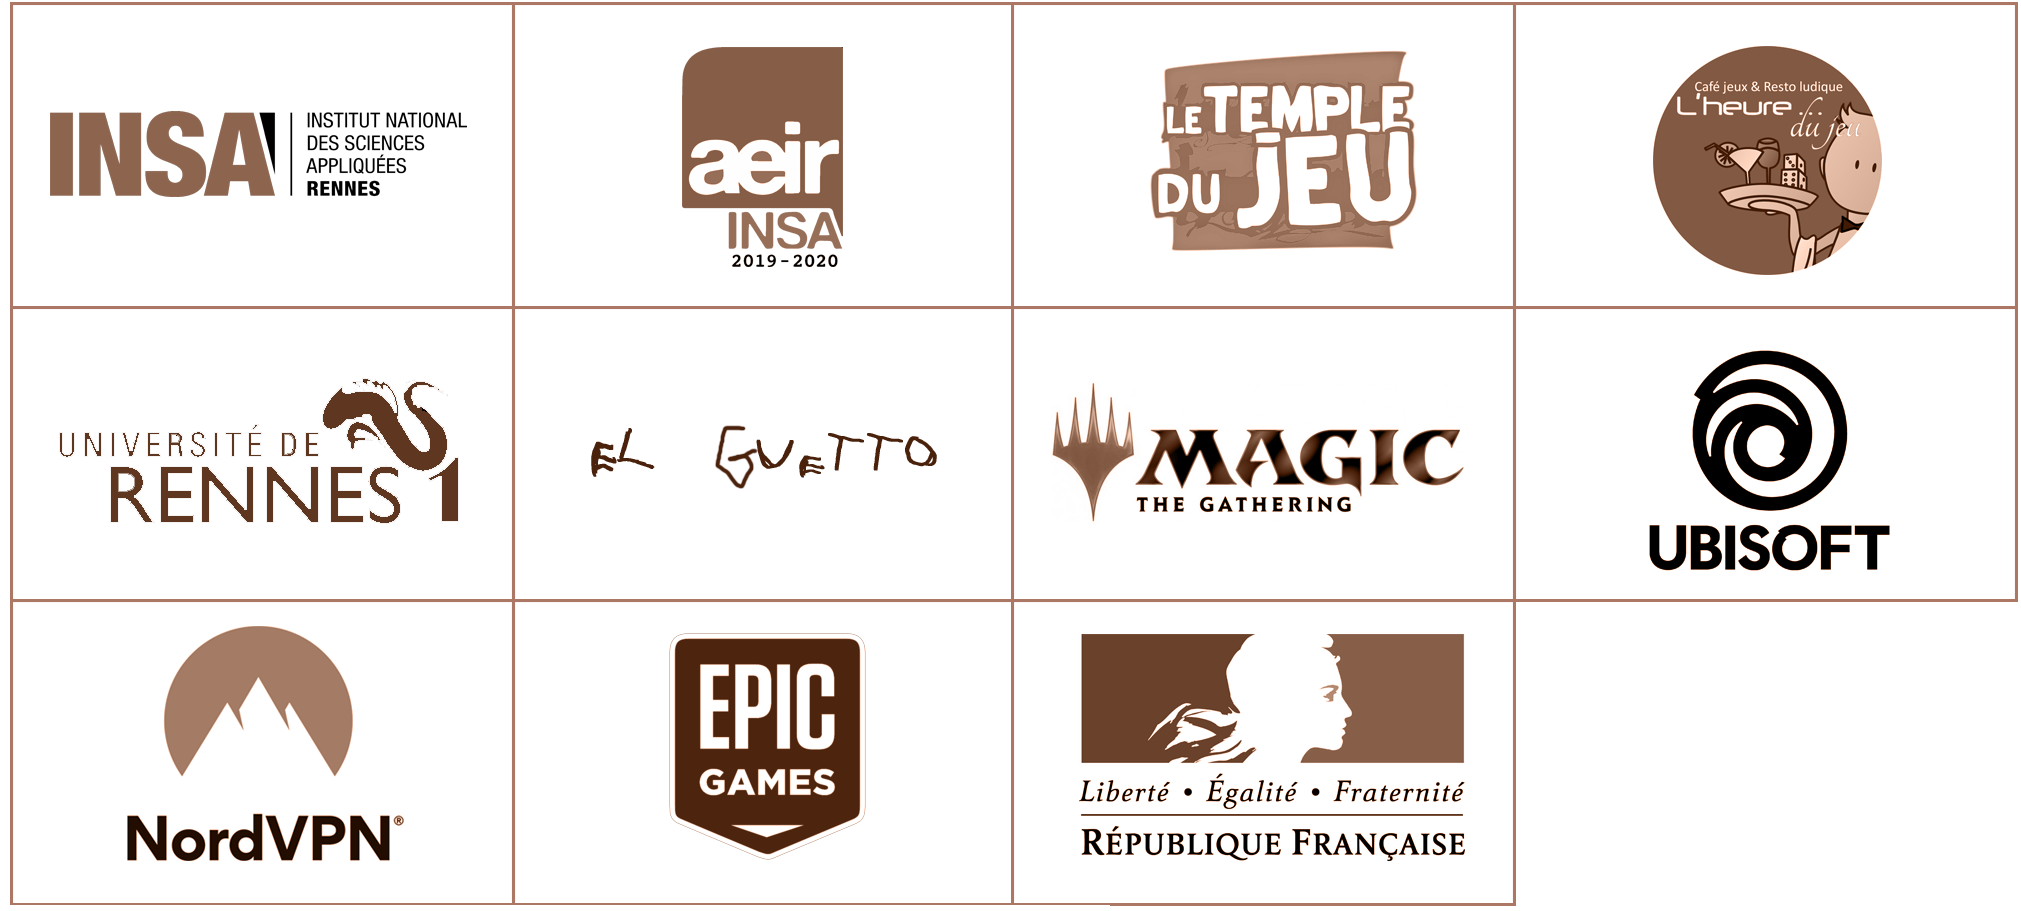 INSA
INSTITUT NATIONAL
DES SCIENCES
APPLIQUÉES
RENNES
aeir
INSA
2019-2020
LE TEMPLE
DU JEU
Café jeux & Resto ludique
L'heure...
du jeu
UNIVERSITÉ DE
RENNES 1
EL GUETTO
MAGIC
THE GATHERING
UBISOFT
NordVPN®
EPIC
GAMES
Liberté • Égalité • Fraternité
RÉPUBLIQUE FRANÇAISE